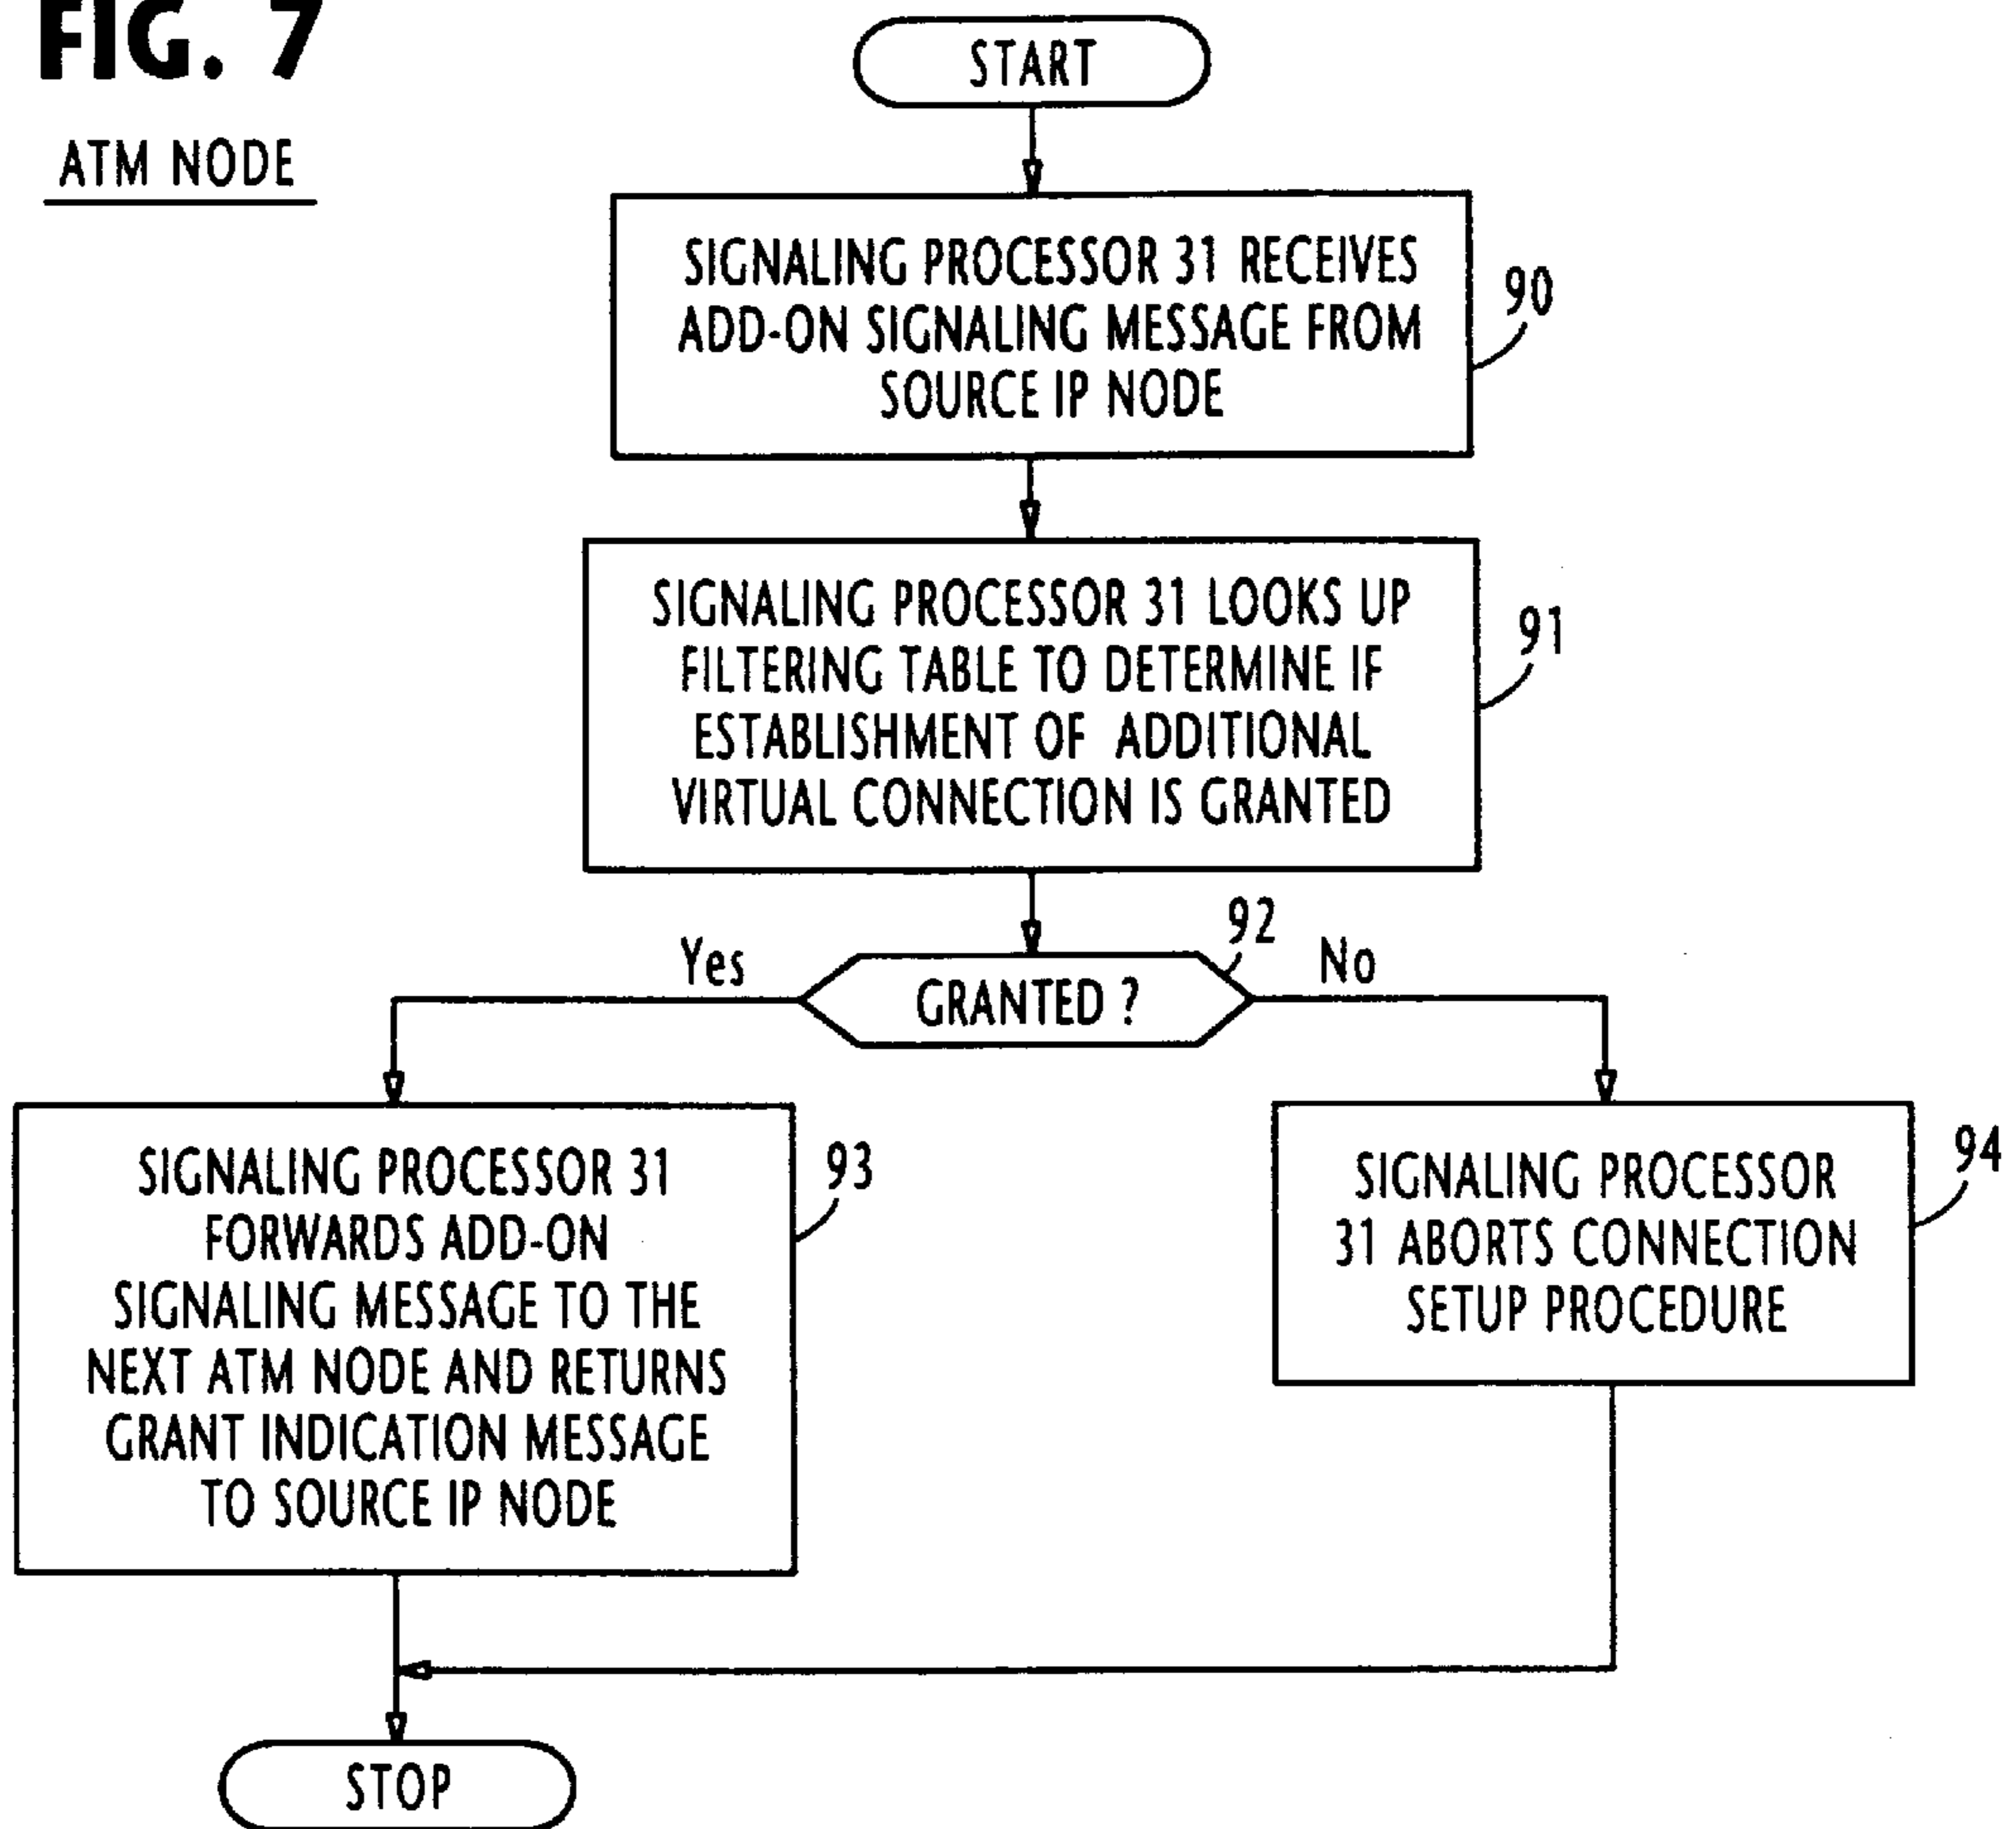 FIG. 7
ATM NODE
START
SIGNALING PROCESSOR 31 RECEIVES
ADD-ON SIGNALING MESSAGE FROM
SOURCE IP NODE
90
SIGNALING PROCESSOR 31 LOOKS UP
FILTERING TABLE TO DETERMINE IF
ESTABLISHMENT OF ADDITIONAL
VIRTUAL CONNECTION IS GRANTED
91
92
Yes
GRANTED ?
No
SIGNALING PROCESSOR 31
FORWARDS ADD-ON
SIGNALING MESSAGE TO THE
NEXT ATM NODE AND RETURNS
GRANT INDICATION MESSAGE
TO SOURCE IP NODE
93
SIGNALING PROCESSOR
31 ABORTS CONNECTION
SETUP PROCEDURE
94
STOP